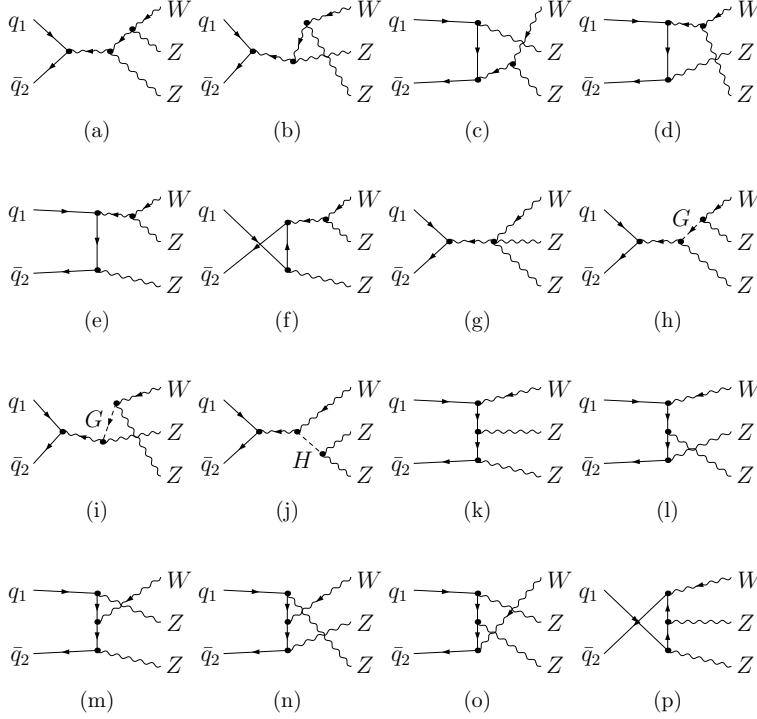 q₁ W q₁ W q₁ W q₁ W
Z Z Z Z
q̄₂ Z q̄₂ Z q̄₂ Z q̄₂ Z
(a) (b) (c) (d)
q₁ W q₁ W q₁ W q₁ G W
Z Z Z Z
q̄₂ Z q̄₂ Z q̄₂ Z q̄₂ Z
(e) (f) (g) (h)
q₁ W q₁ W q₁ W q₁ W
G Z Z Z Z
q̄₂ Z q̄₂ H Z q̄₂ Z q̄₂ Z
(i) (j) (k) (l)
q₁ W q₁ W q₁ W q₁ W
Z Z Z Z
q̄₂ Z q̄₂ Z q̄₂ Z q̄₂ Z
(m) (n) (o) (p)